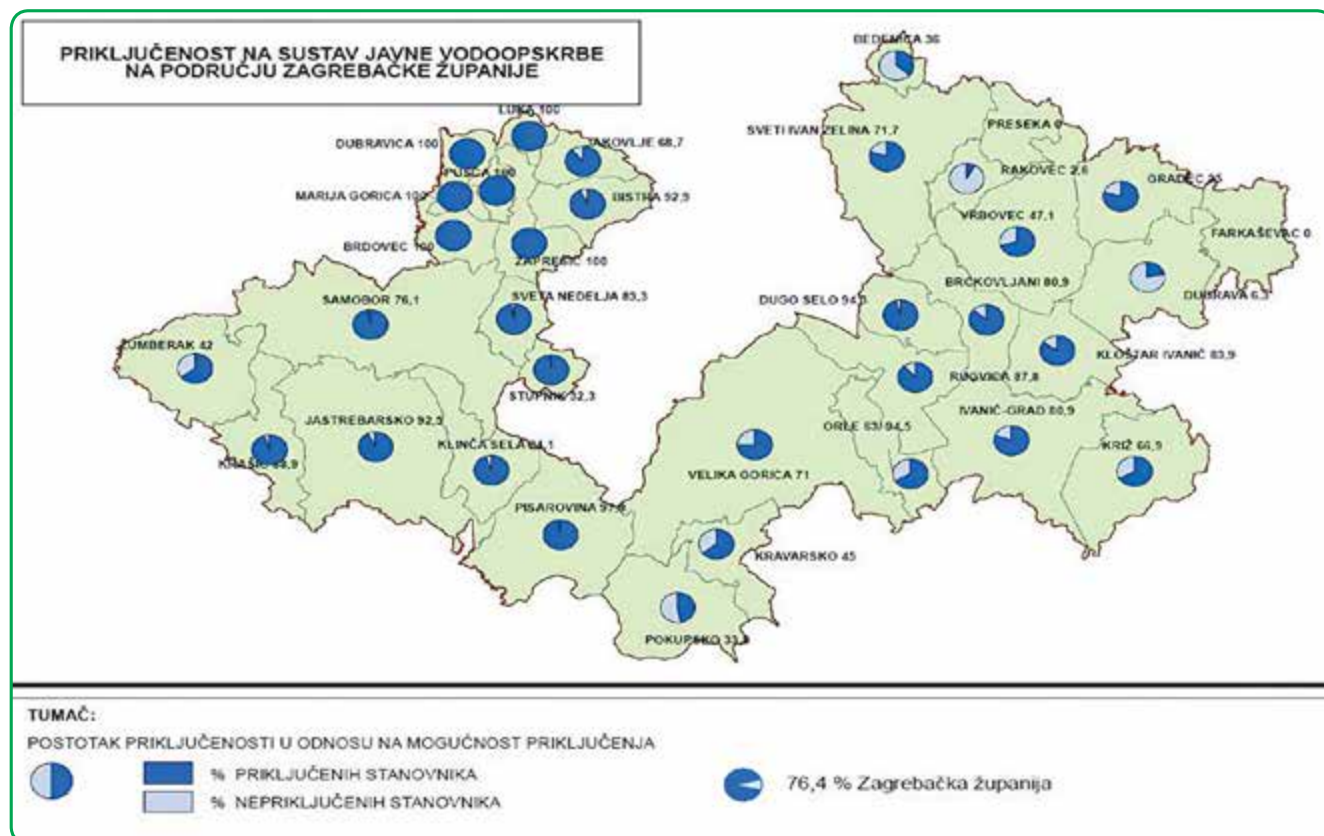 PRIKLJUČENOST NA SUSTAV JAVNE VODOOPSKRBE
NA PODRUČJU ZAGREBAČKE ŽUPANIJE
BEDENICA 36
LUKA 100
DUBRAVICA 100
JAKOVLJE 68,7
SVETI IVAN ZELINA 71,7
PRESEKA 0
PUŠĆA 100
RAKOVEC 2,6
GRADEC 25
MARIJA GORICA 100
BISTRA 92,9
VRBOVEC 47,1
FARKAŠEVAC 0
BRDOVEC 100
ZAPREŠIĆ 100
SVETA NEDELJA 83,3
SAMOBOR 76,1
BRCKOVLJANI 80,9
DUBRAVA 6,3
DUGO SELO 94,3
ŽUMBERAK 42
KLOŠTAR IVANIĆ 83,9
STUPNIK
RUGVICA 87,8
JASTREBARSKO
IVANIĆ-GRAD 80,9
KLINČA SELA
ORLE 94,5
KRIŽ 66,9
KRAŠIĆ
VELIKA GORICA 71
PISAROVINA
KRAVARSKO 45
POKUPSKO
TUMAČ:
POSTOTAK PRIKLJUČENOSTI U ODNOSU NA MOGUĆNOST PRIKLJUČENJA
% PRIKLJUČENIH STANOVNIKA
% NEPRIKLJUČENIH STANOVNIKA
76,4 % Zagrebačka županija